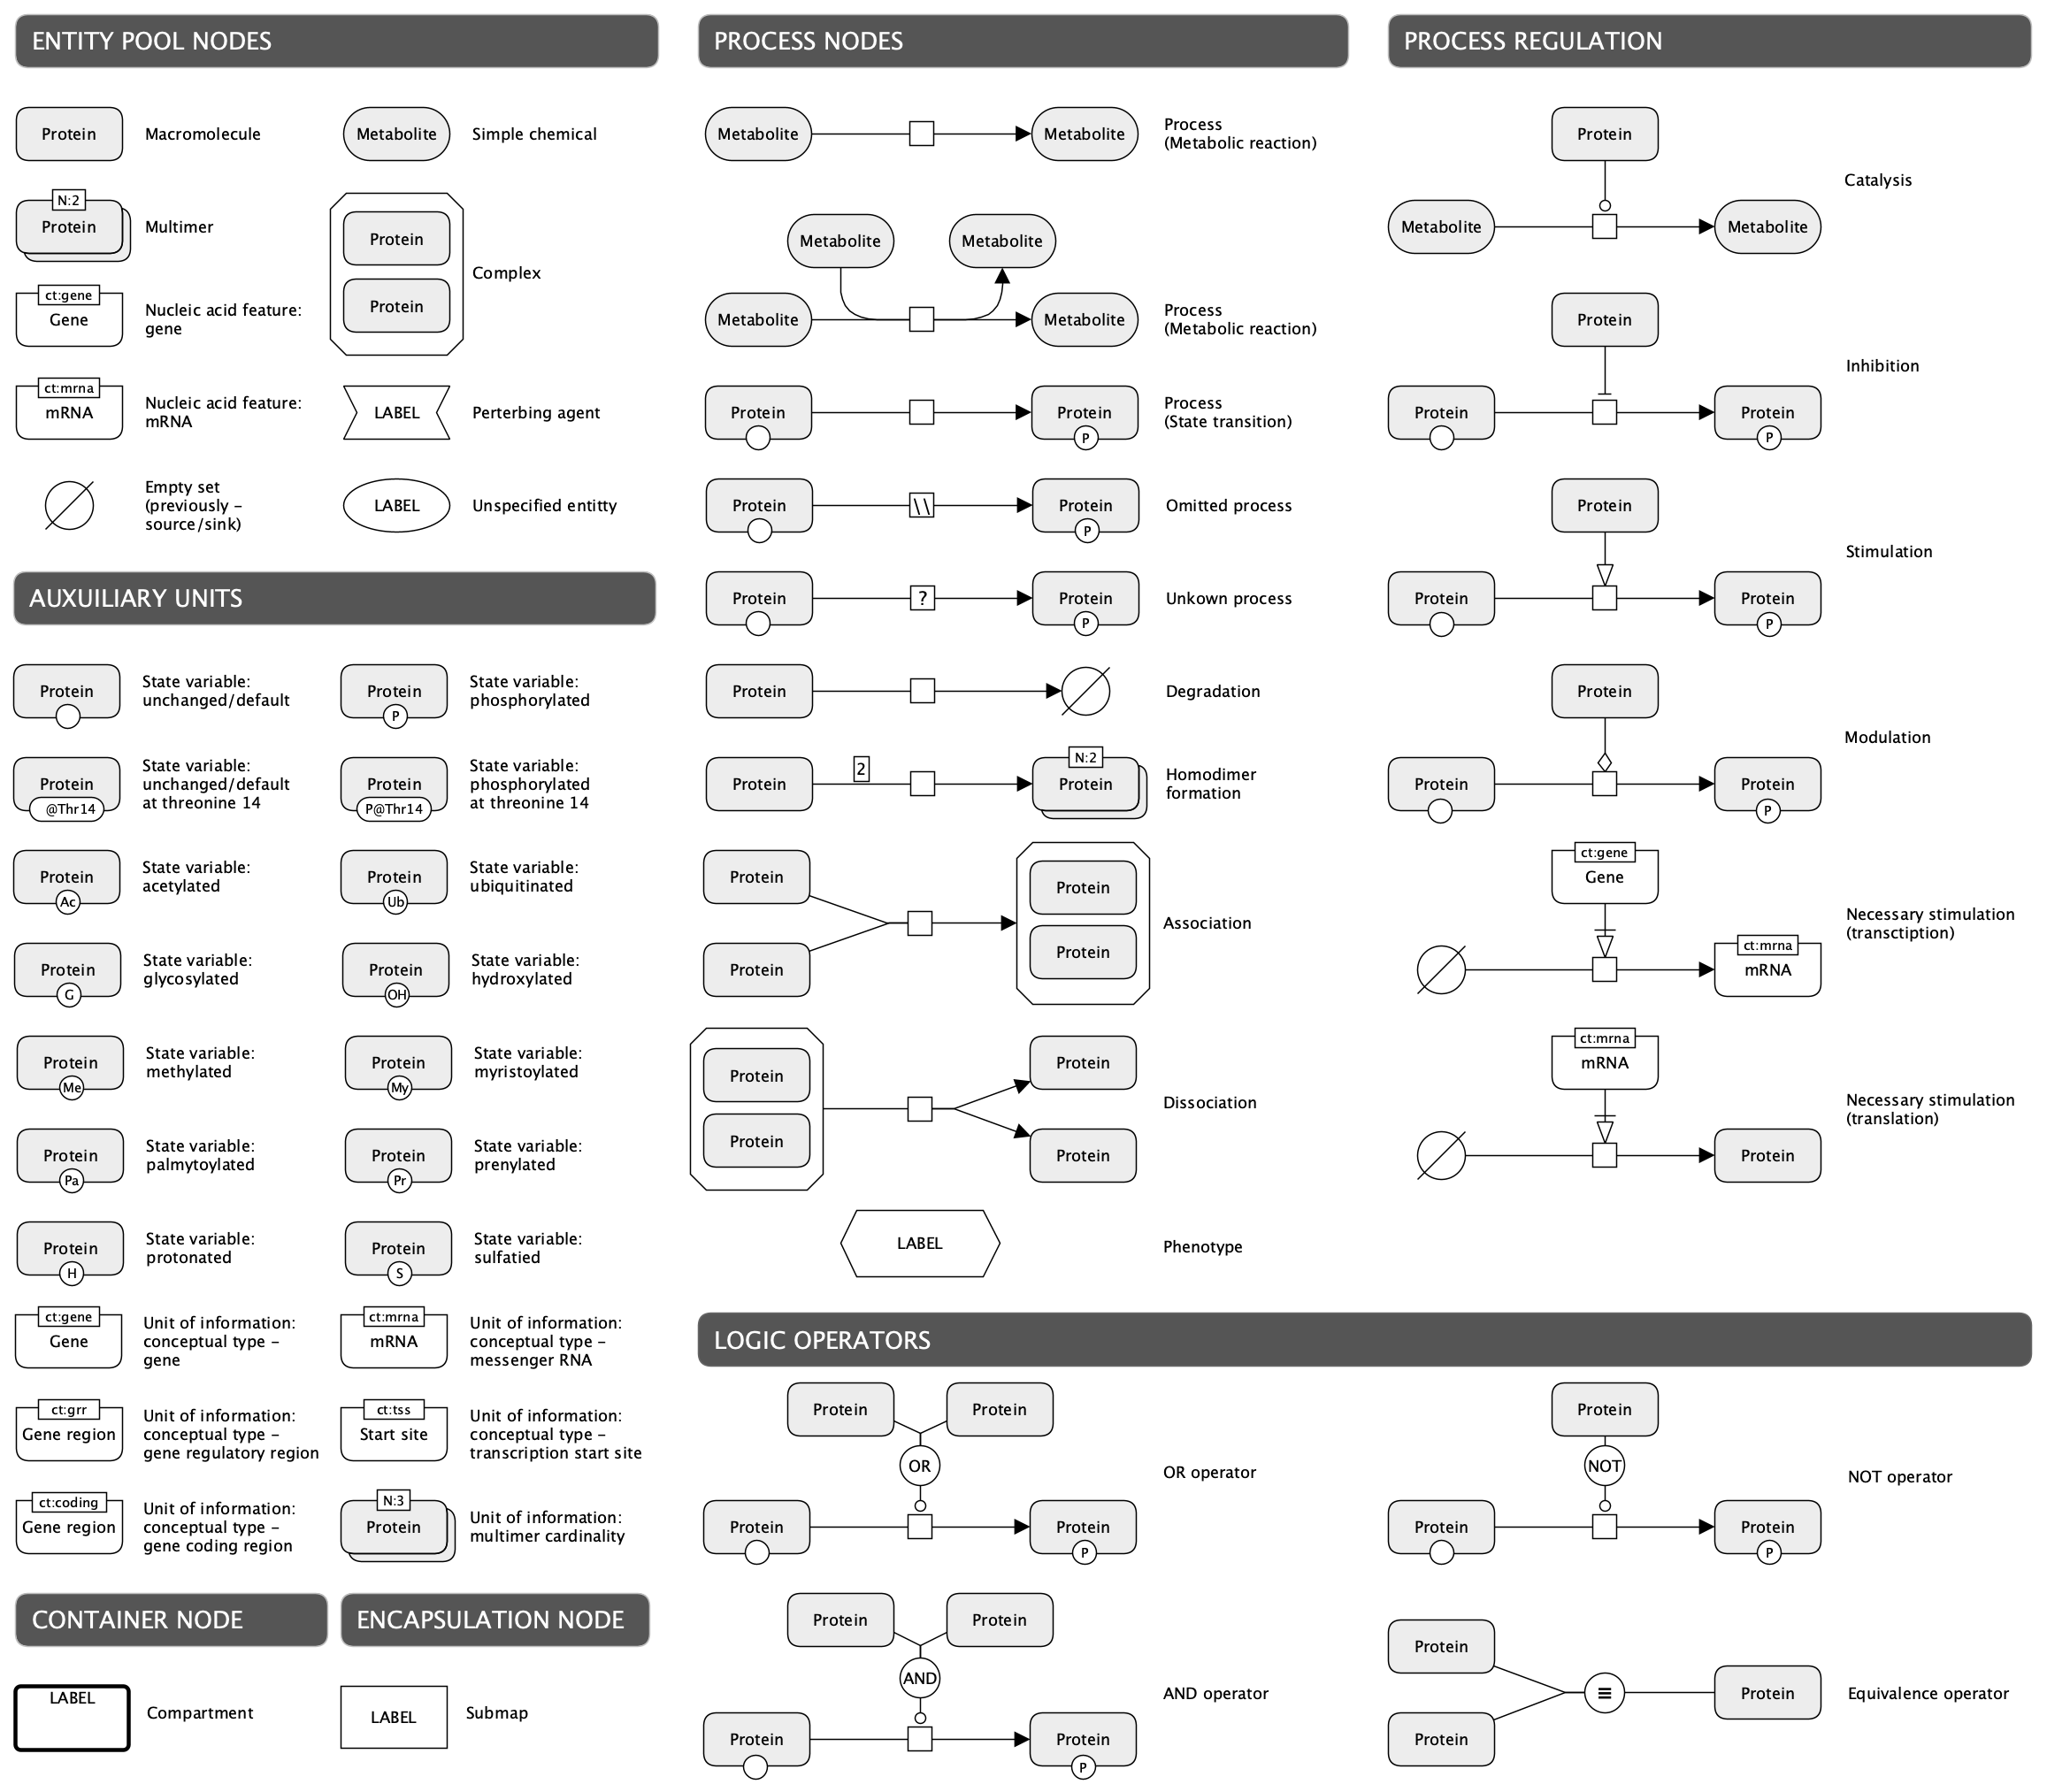 ENTITY POOL NODES
Protein
Macromolecule
Metabolite
Simple chemical
N:2
Protein
Multimer
Protein
Protein
Complex
ct:gene
Gene
Nucleic acid feature:
gene
ct:mrna
mRNA
Nucleic acid feature:
mRNA
LABEL
Perterbing agent
Empty set
(previously –
source/sink)
LABEL
Unspecified entitty
AUXUILIARY UNITS
Protein
State variable:
unchanged/default
Protein
P
State variable:
phosphorylated
Protein
@Thr14
State variable:
unchanged/default
at threonine 14
Protein
P@Thr14
State variable:
phosphorylated
at threonine 14
Protein
Ac
State variable:
acetylated
Protein
Ub
State variable:
ubiquitinated
Protein
G
State variable:
glycosylated
Protein
OH
State variable:
hydroxylated
Protein
Me
State variable:
methylated
Protein
My
State variable:
myristoylated
Protein
Pa
State variable:
palmytoylated
Protein
Pr
State variable:
prenylated
Protein
H
State variable:
protonated
Protein
S
State variable:
sulfatied
ct:gene
Gene
Unit of information:
conceptual type –
gene
ct:mrna
mRNA
Unit of information:
conceptual type –
messenger RNA
ct:grr
Gene region
Unit of information:
conceptual type –
gene regulatory region
ct:tss
Start site
Unit of information:
conceptual type –
transcription start site
ct:coding
Gene region
Unit of information:
conceptual type –
gene coding region
N:3
Protein
Unit of information:
multimer cardinality
CONTAINER NODE
LABEL
Compartment
ENCAPSULATION NODE
LABEL
Submap
PROCESS NODES
Metabolite
Metabolite
Process
(Metabolic reaction)
Metabolite
Metabolite
Metabolite
Metabolite
Process
(Metabolic reaction)
Protein
Protein
P
Process
(State transition)
Protein
\\
Protein
P
Omitted process
Protein
?
Protein
P
Unkown process
Protein
Degradation
Protein
2
N:2
Protein
Homodimer
formation
Protein
Protein
Protein
Protein
Association
Protein
Protein
Protein
Protein
Dissociation
LABEL
Phenotype
PROCESS REGULATION
Protein
Metabolite
Metabolite
Catalysis
Protein
Protein
Protein
P
Inhibition
Protein
Protein
Protein
P
Stimulation
Protein
Protein
Protein
P
Modulation
ct:gene
Gene
ct:mrna
mRNA
Necessary stimulation
(transctiption)
ct:mrna
mRNA
Protein
Necessary stimulation
(translation)
LOGIC OPERATORS
Protein
Protein
OR
Protein
Protein
P
OR operator
Protein
NOT
Protein
Protein
P
NOT operator
Protein
Protein
AND
Protein
Protein
P
AND operator
Protein
Protein
≡
Protein
Equivalence operator